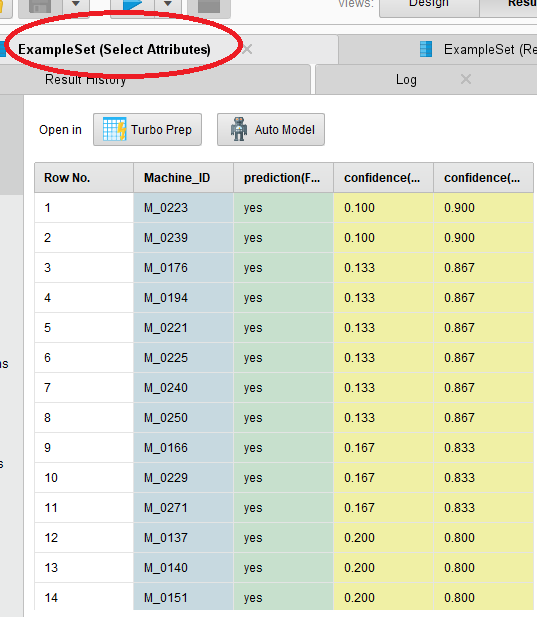 Views: Design Resu
ExampleSet (Select Attributes) ExampleSet (Re
Result History Log
Open in Turbo Prep Auto Model
Row No. Machine_ID prediction(F... confidence(... confidence(...
1 M_0223 yes 0.100 0.900
2 M_0239 yes 0.100 0.900
3 M_0176 yes 0.133 0.867
4 M_0194 yes 0.133 0.867
5 M_0221 yes 0.133 0.867
6 M_0225 yes 0.133 0.867
7 M_0240 yes 0.133 0.867
8 M_0250 yes 0.133 0.867
9 M_0166 yes 0.167 0.833
10 M_0229 yes 0.167 0.833
11 M_0271 yes 0.167 0.833
12 M_0137 yes 0.200 0.800
13 M_0140 yes 0.200 0.800
14 M_0151 yes 0.200 0.800